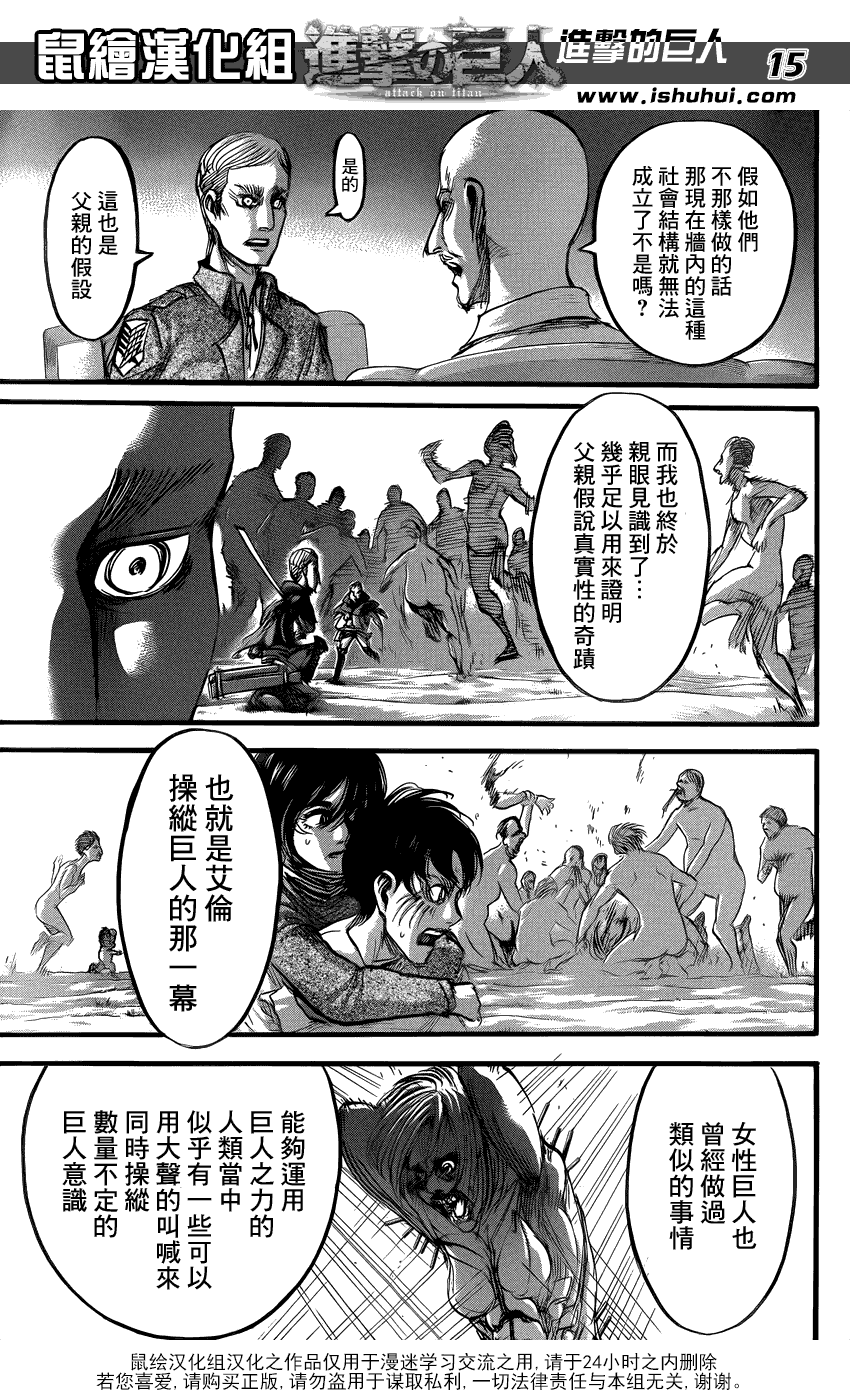 鼠繪漢化組
進撃の巨人
attack on titan
進擊的巨人
15
www.ishuhui.com
假如他們
不那樣做的話
那現在牆內的這種
社會結構就無法
成立了不是嗎?
是的
這也是
父親的假設
而我也終於
親眼見識到了…
幾乎足以用來證明
父親假說真實性的奇蹟
也就是艾倫
操縱巨人的那一幕
女性巨人也
曾經做過
類似的事情
能夠運用
巨人之力的
人類當中
似乎有一些可以
用大聲的叫喊來
同時操縱
數量不定的
巨人意識
鼠绘汉化组汉化之作品仅用于漫迷学习交流之用, 请于24小时之内删除
若您喜爱, 请购买正版, 请勿盗用于谋取私利, 一切法律责任与本组无关, 谢谢.